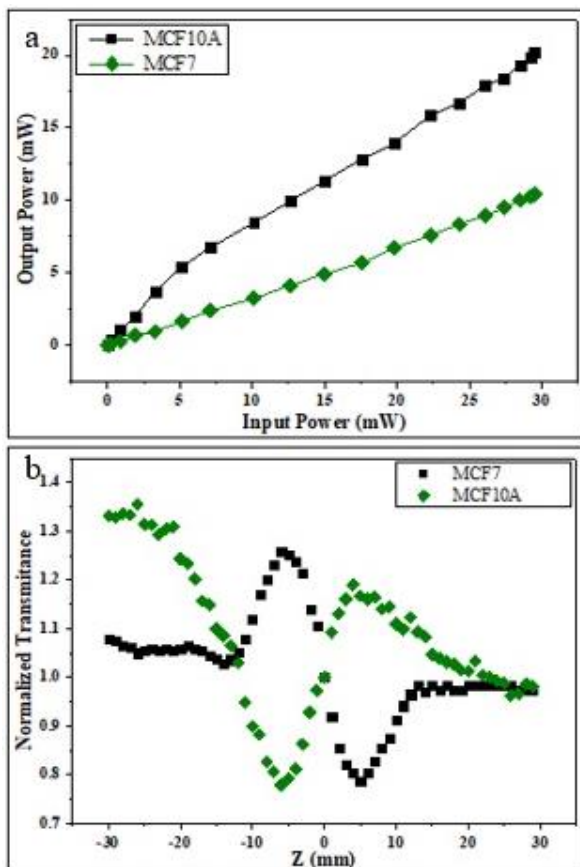 a
MCF10A
MCF7
20
15
10
5
0
Output Power (mW)
0 5 10 15 20 25 30
Input Power (mW)
b
MCF7
MCF10A
1.4
1.3
1.2
1.1
1.0
0.9
0.8
0.7
Normalized Transmitance
-30 -20 -10 0 10 20 30
Z (mm)